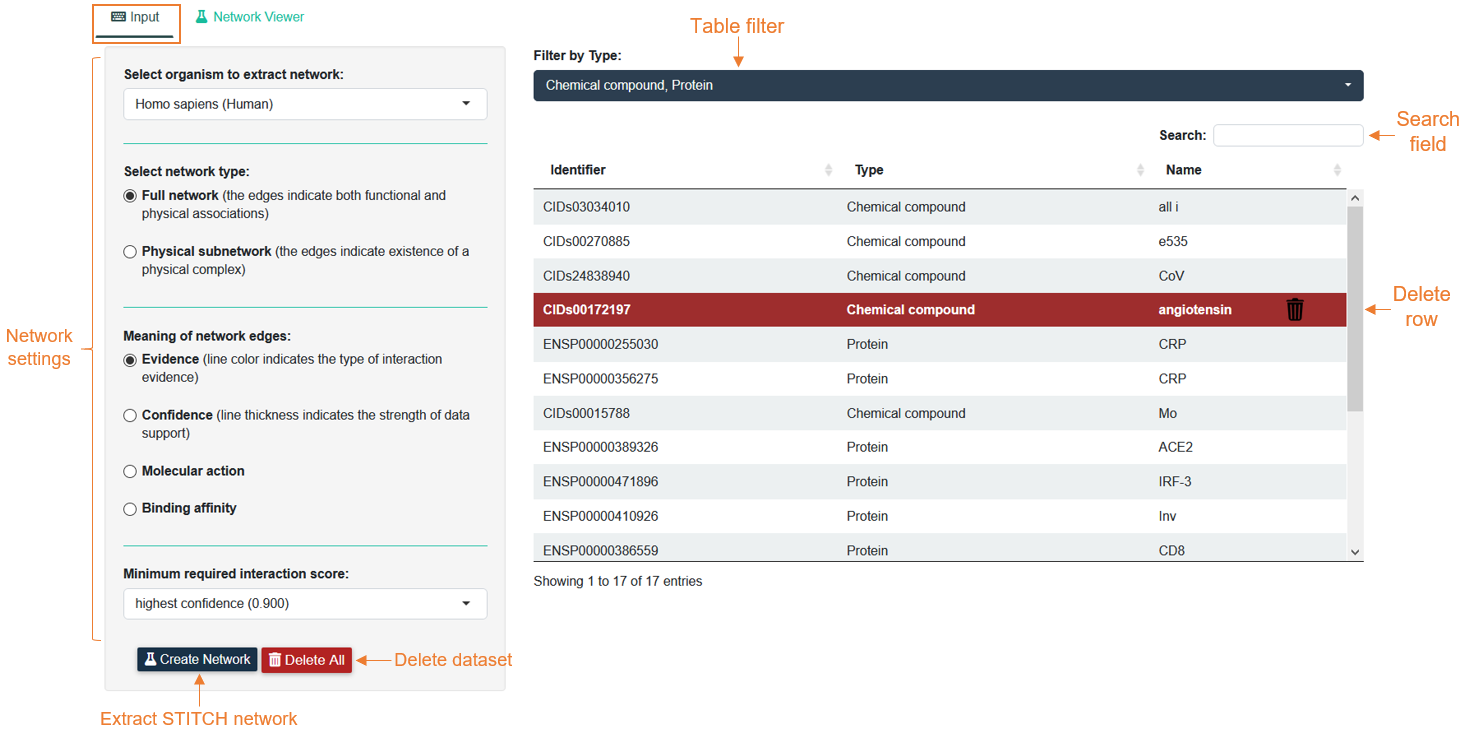 Input
Network Viewer
Table filter
Select organism to extract network:
Homo sapiens (Human)
Select network type:
Full network (the edges indicate both functional and
physical associations)
Physical subnetwork (the edges indicate existence of a
physical complex)
Meaning of network edges:
Evidence (line color indicates the type of interaction
evidence)
Confidence (line thickness indicates the strength of data
support)
Molecular action
Binding affinity
Minimum required interaction score:
highest confidence (0.900)
Create Network
Delete All
Network
settings
Delete dataset
Extract STITCH network
Filter by Type:
Chemical compound, Protein
Search:
Search
field
Identifier Type Name
CIDs03034010 Chemical compound all i
CIDs00270885 Chemical compound e535
CIDs24838940 Chemical compound CoV
CIDs00172197 Chemical compound angiotensin
ENSP00000255030 Protein CRP
ENSP00000356275 Protein CRP
CIDs00015788 Chemical compound Mo
ENSP00000389326 Protein ACE2
ENSP00000471896 Protein IRF-3
ENSP00000410926 Protein Inv
ENSP00000386559 Protein CD8
Delete
row
Showing 1 to 17 of 17 entries